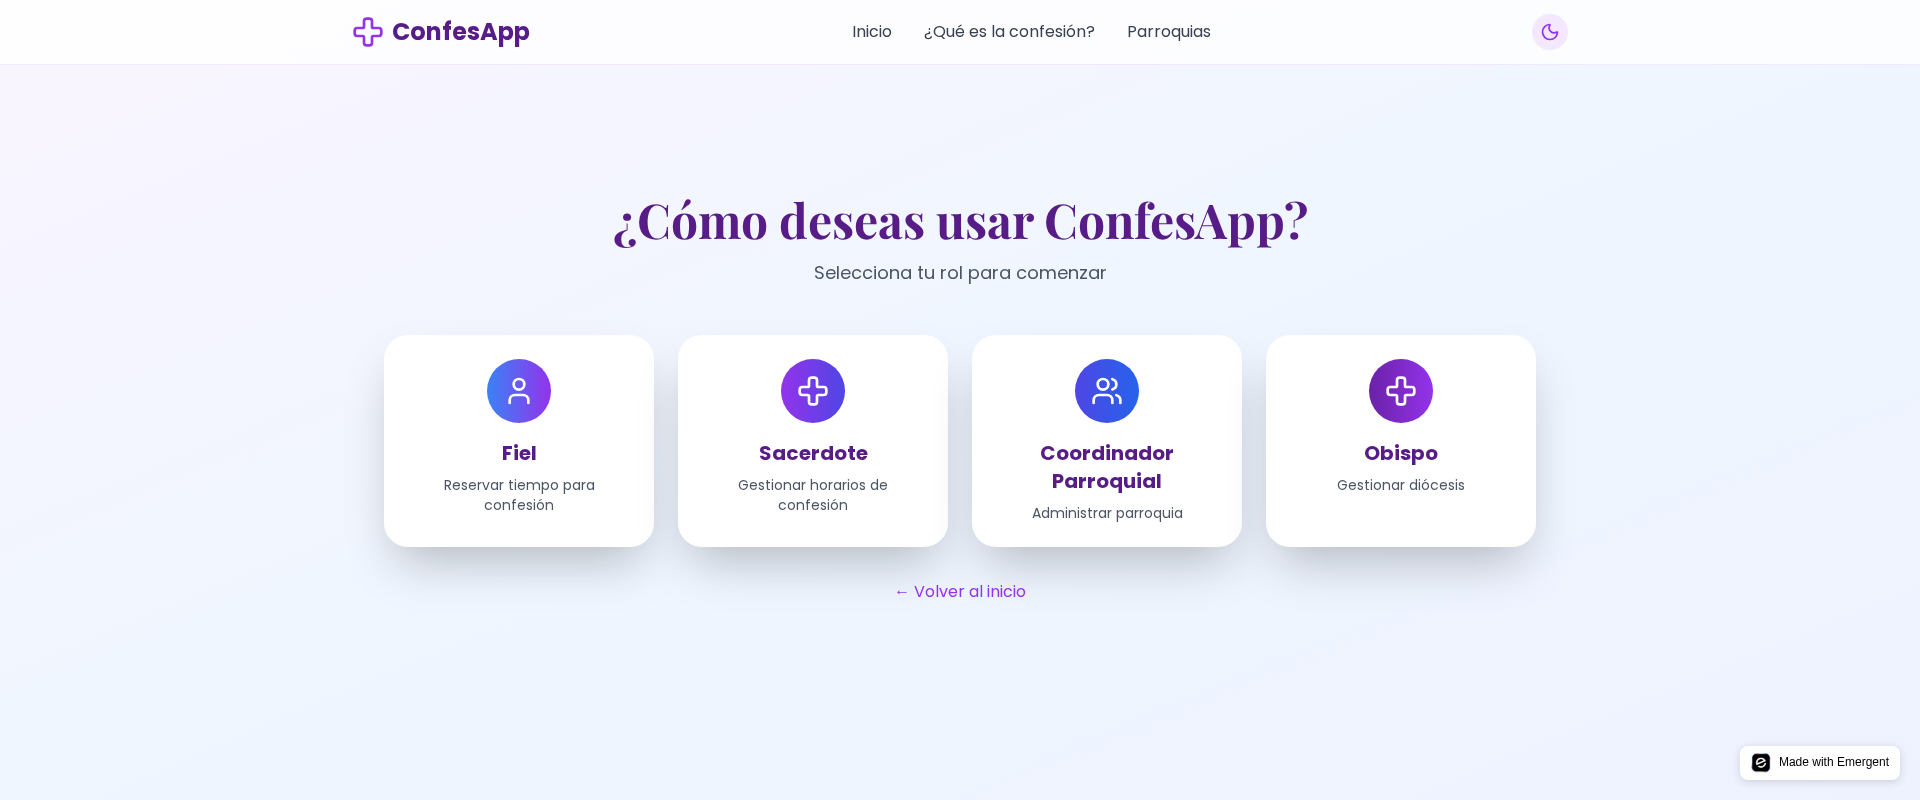 ConfesApp
Inicio
¿Qué es la confesión?
Parroquias
¿Cómo deseas usar ConfesApp?
Selecciona tu rol para comenzar
Fiel
Reservar tiempo para
confesión
Sacerdote
Gestionar horarios de
confesión
Coordinador
Parroquial
Administrar parroquia
Obispo
Gestionar diócesis
← Volver al inicio
Made with Emergent